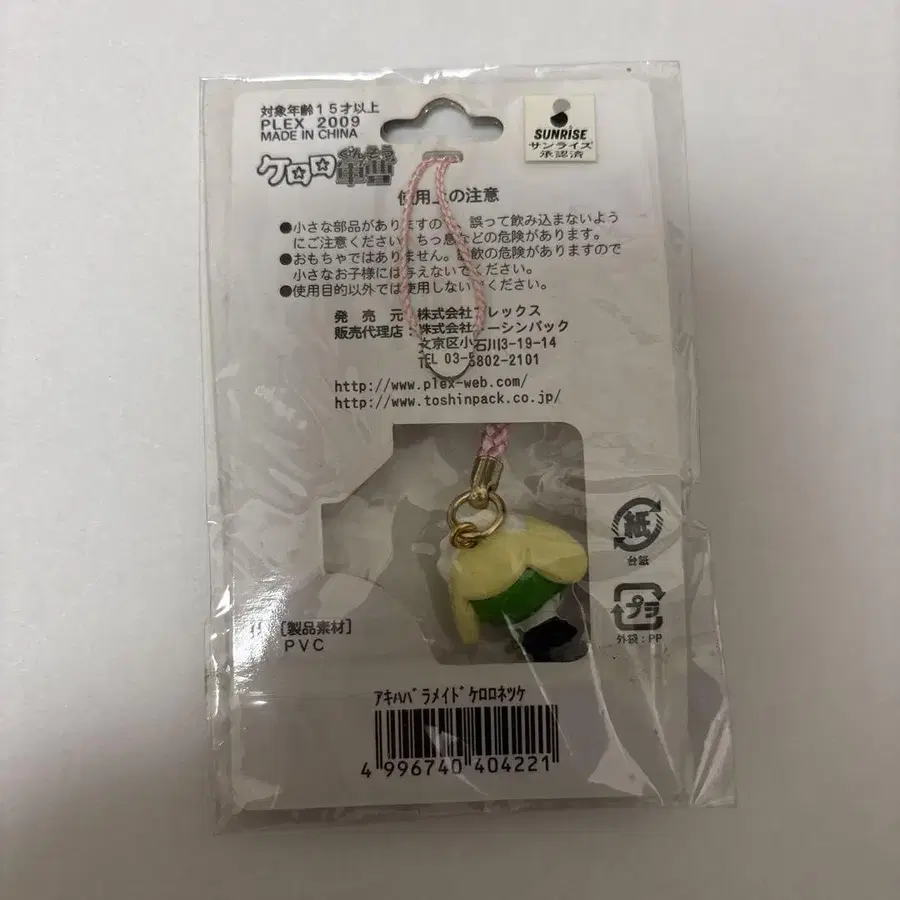 対象年齢15才以上
PLEX 2009
MADE IN CHINA
SUNRISE
サンライズ
承認済
ケロロ軍曹
ぐんそう
使用上の注意
●小さな部品がありますの 誤って飲み込まないよう
にご注意ください ちっ息などの危険があります。
●おもちゃではありません。 飲の危険がありますので
小さなお子様には与えないでください。
●使用目的以外では使用しないでください。
発売元 株式会社プレックス
販売代理店:株式会社トーシンパック
文京区小石川3-19-14
TEL 03-5802-2101
http://www.plex-web.com/
http://www.toshinpack.co.jp/
紙
台紙
プラ
外袋:PP
[製品素材]
PVC
ｱｷﾊﾊﾞﾗﾒｲﾄﾞｹﾛﾛﾈﾂｹ
4 996740 404221